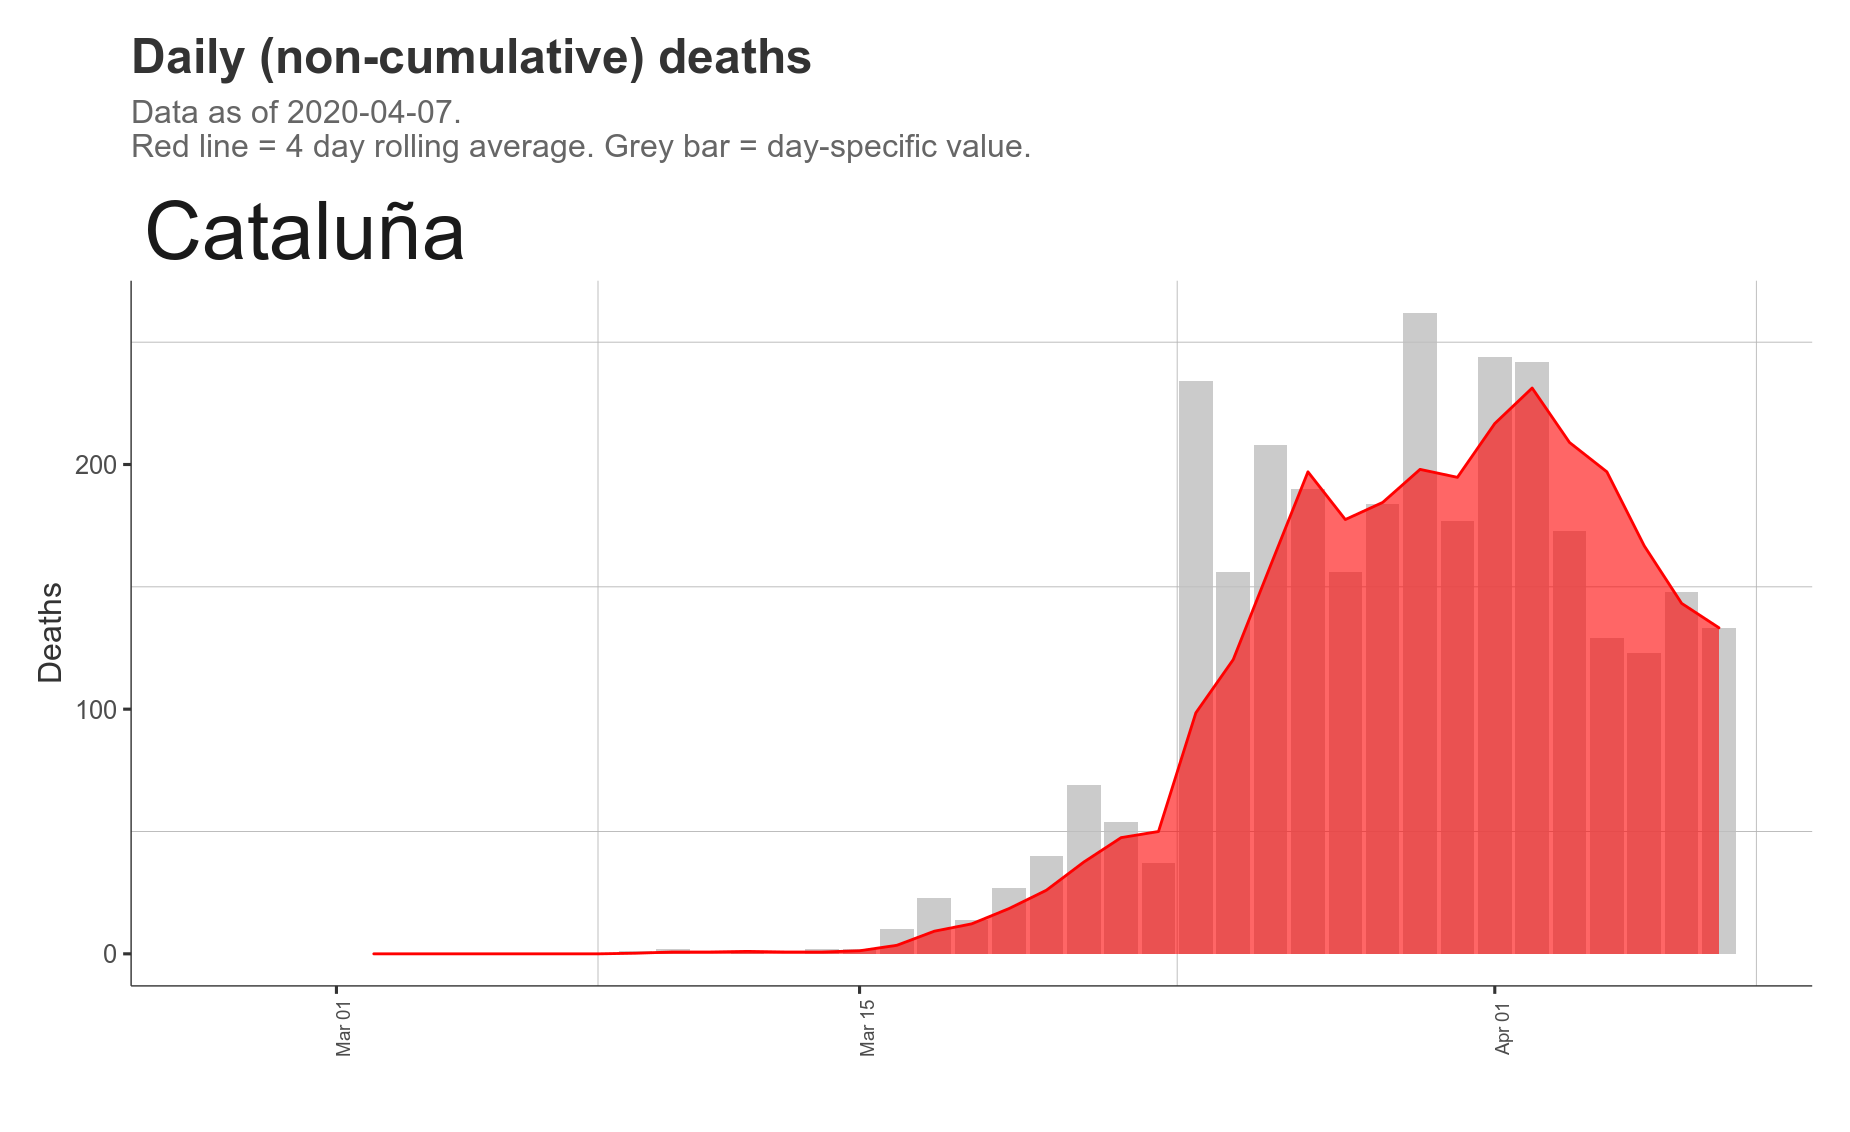 Daily (non-cumulative) deaths
Data as of 2020-04-07.
Red line = 4 day rolling average. Grey bar = day-specific value.
Cataluña
Deaths
200
100
0
Mar 01
Mar 15
Apr 01